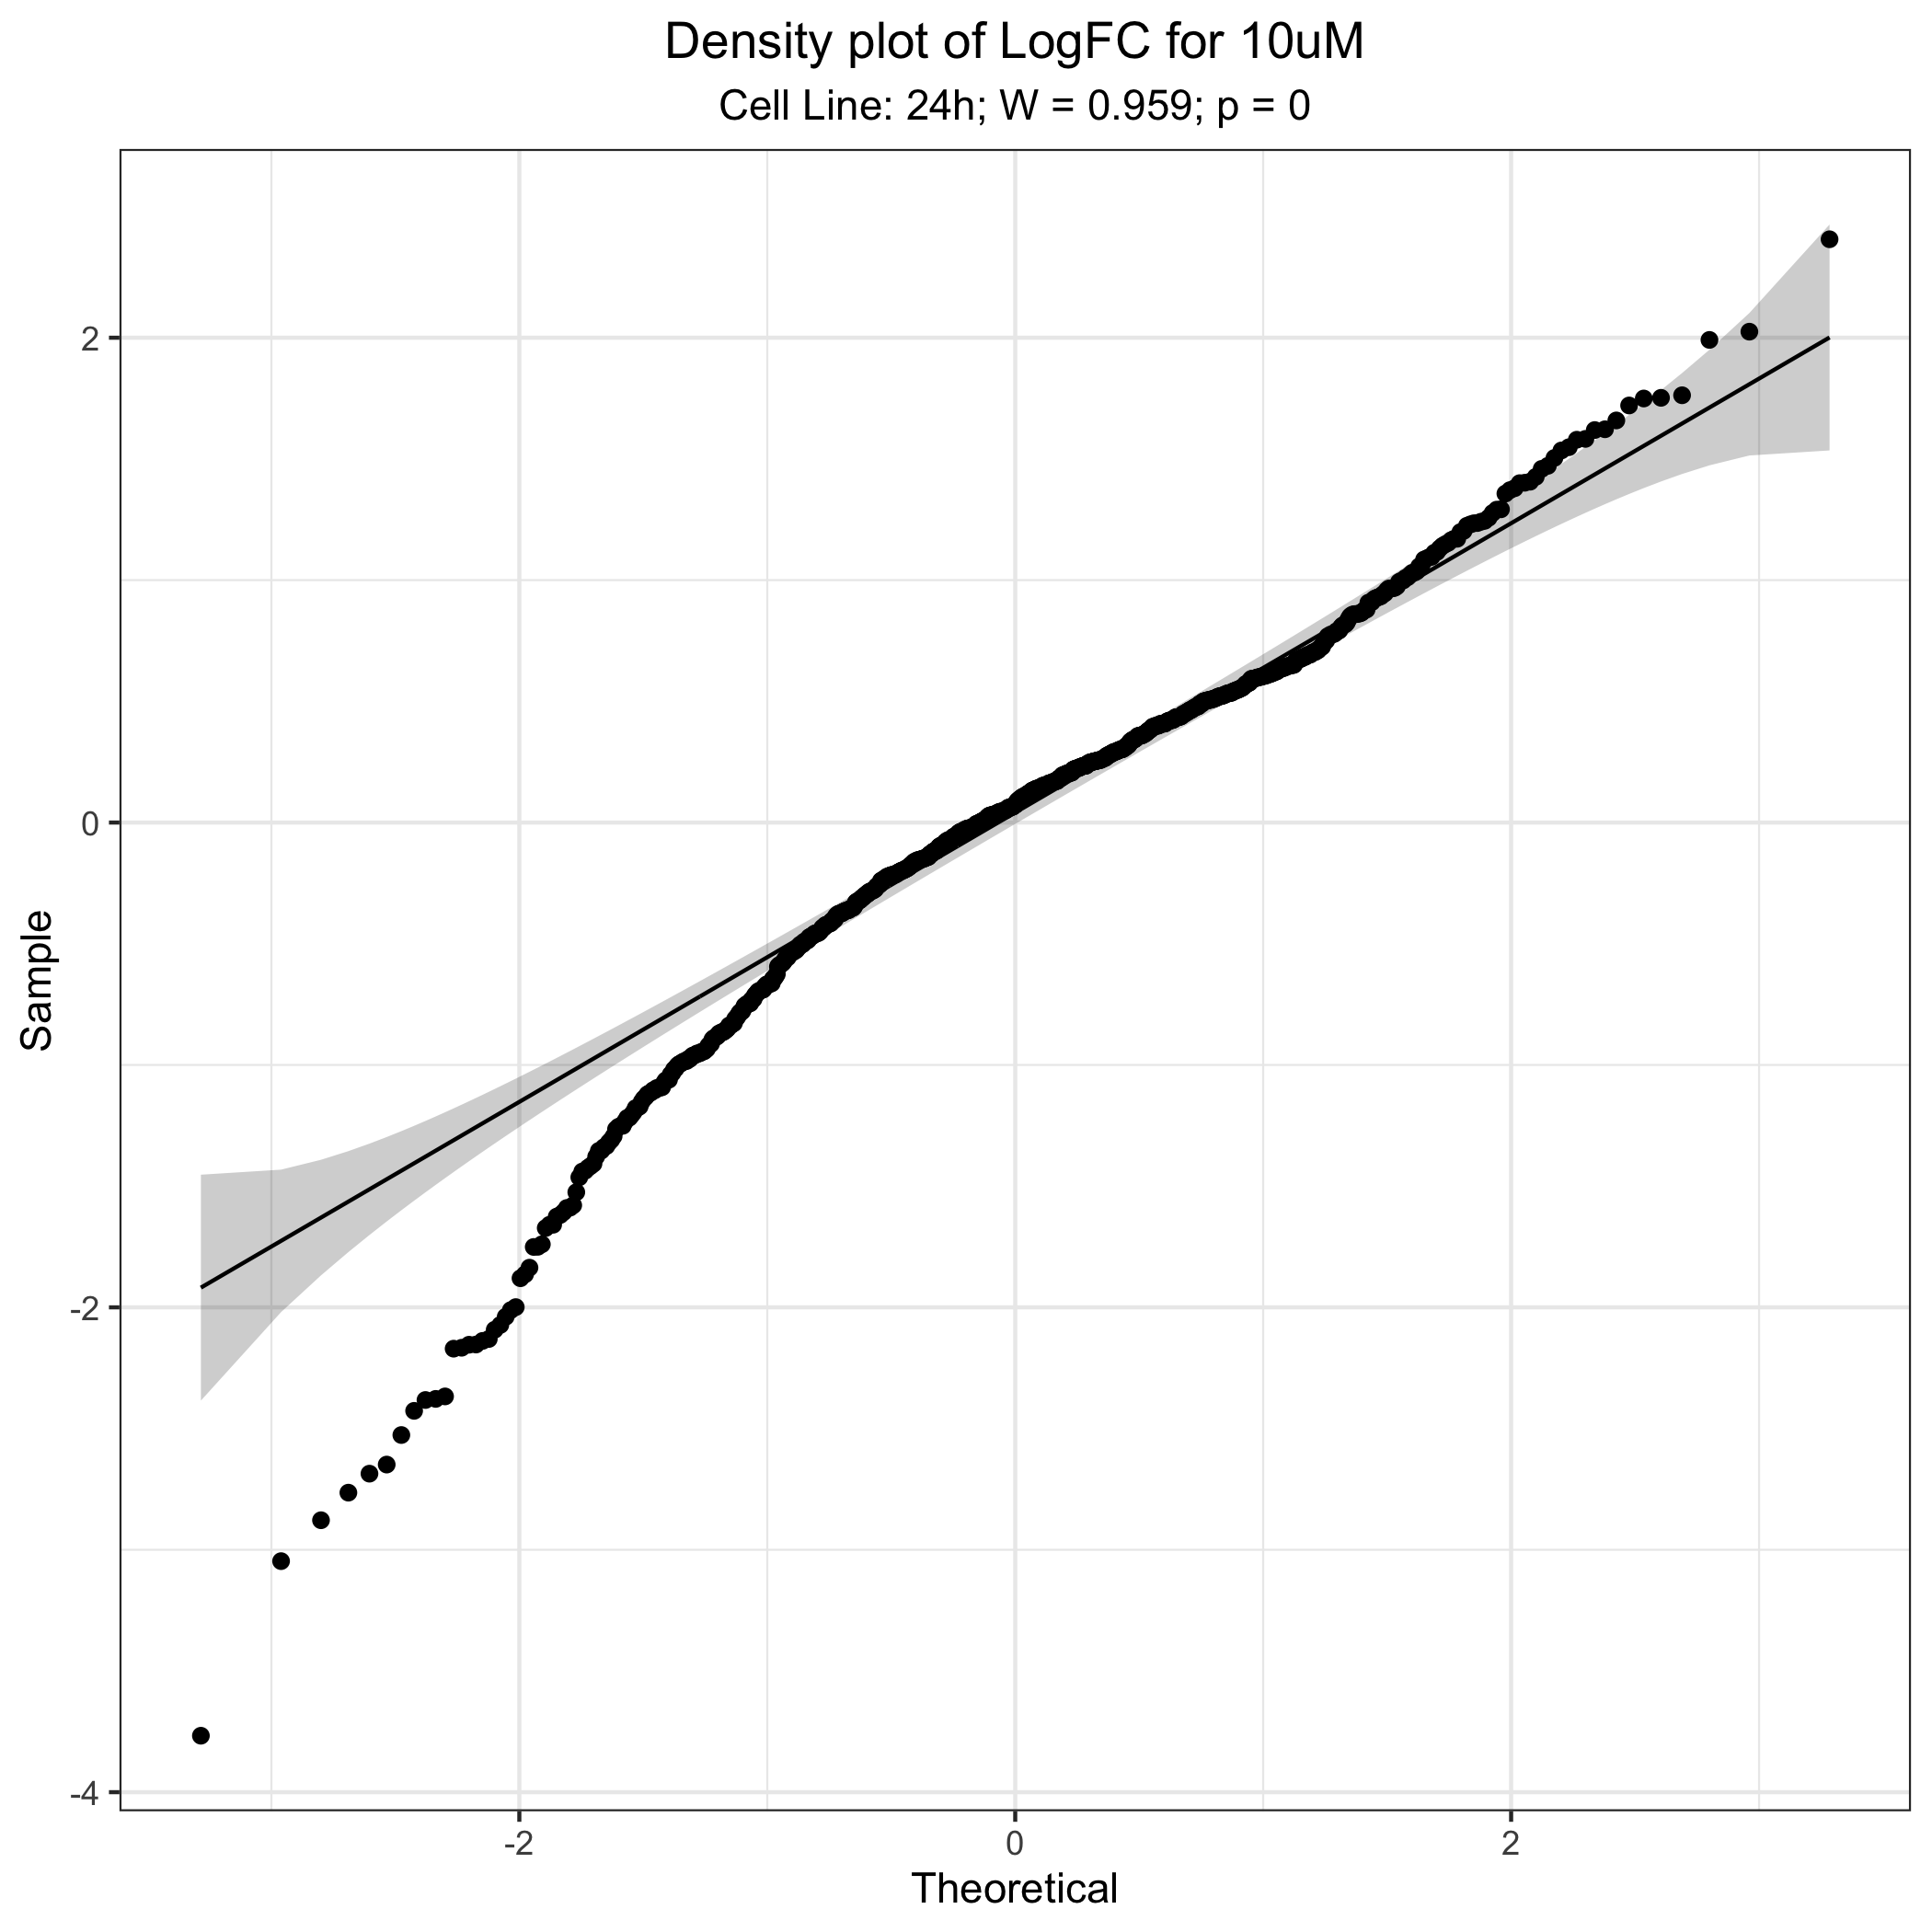 Density plot of LogFC for 10uM
Cell Line: 24h; W = 0.959; p = 0
2
0
-2
-4
Sample
-2
0
2
Theoretical